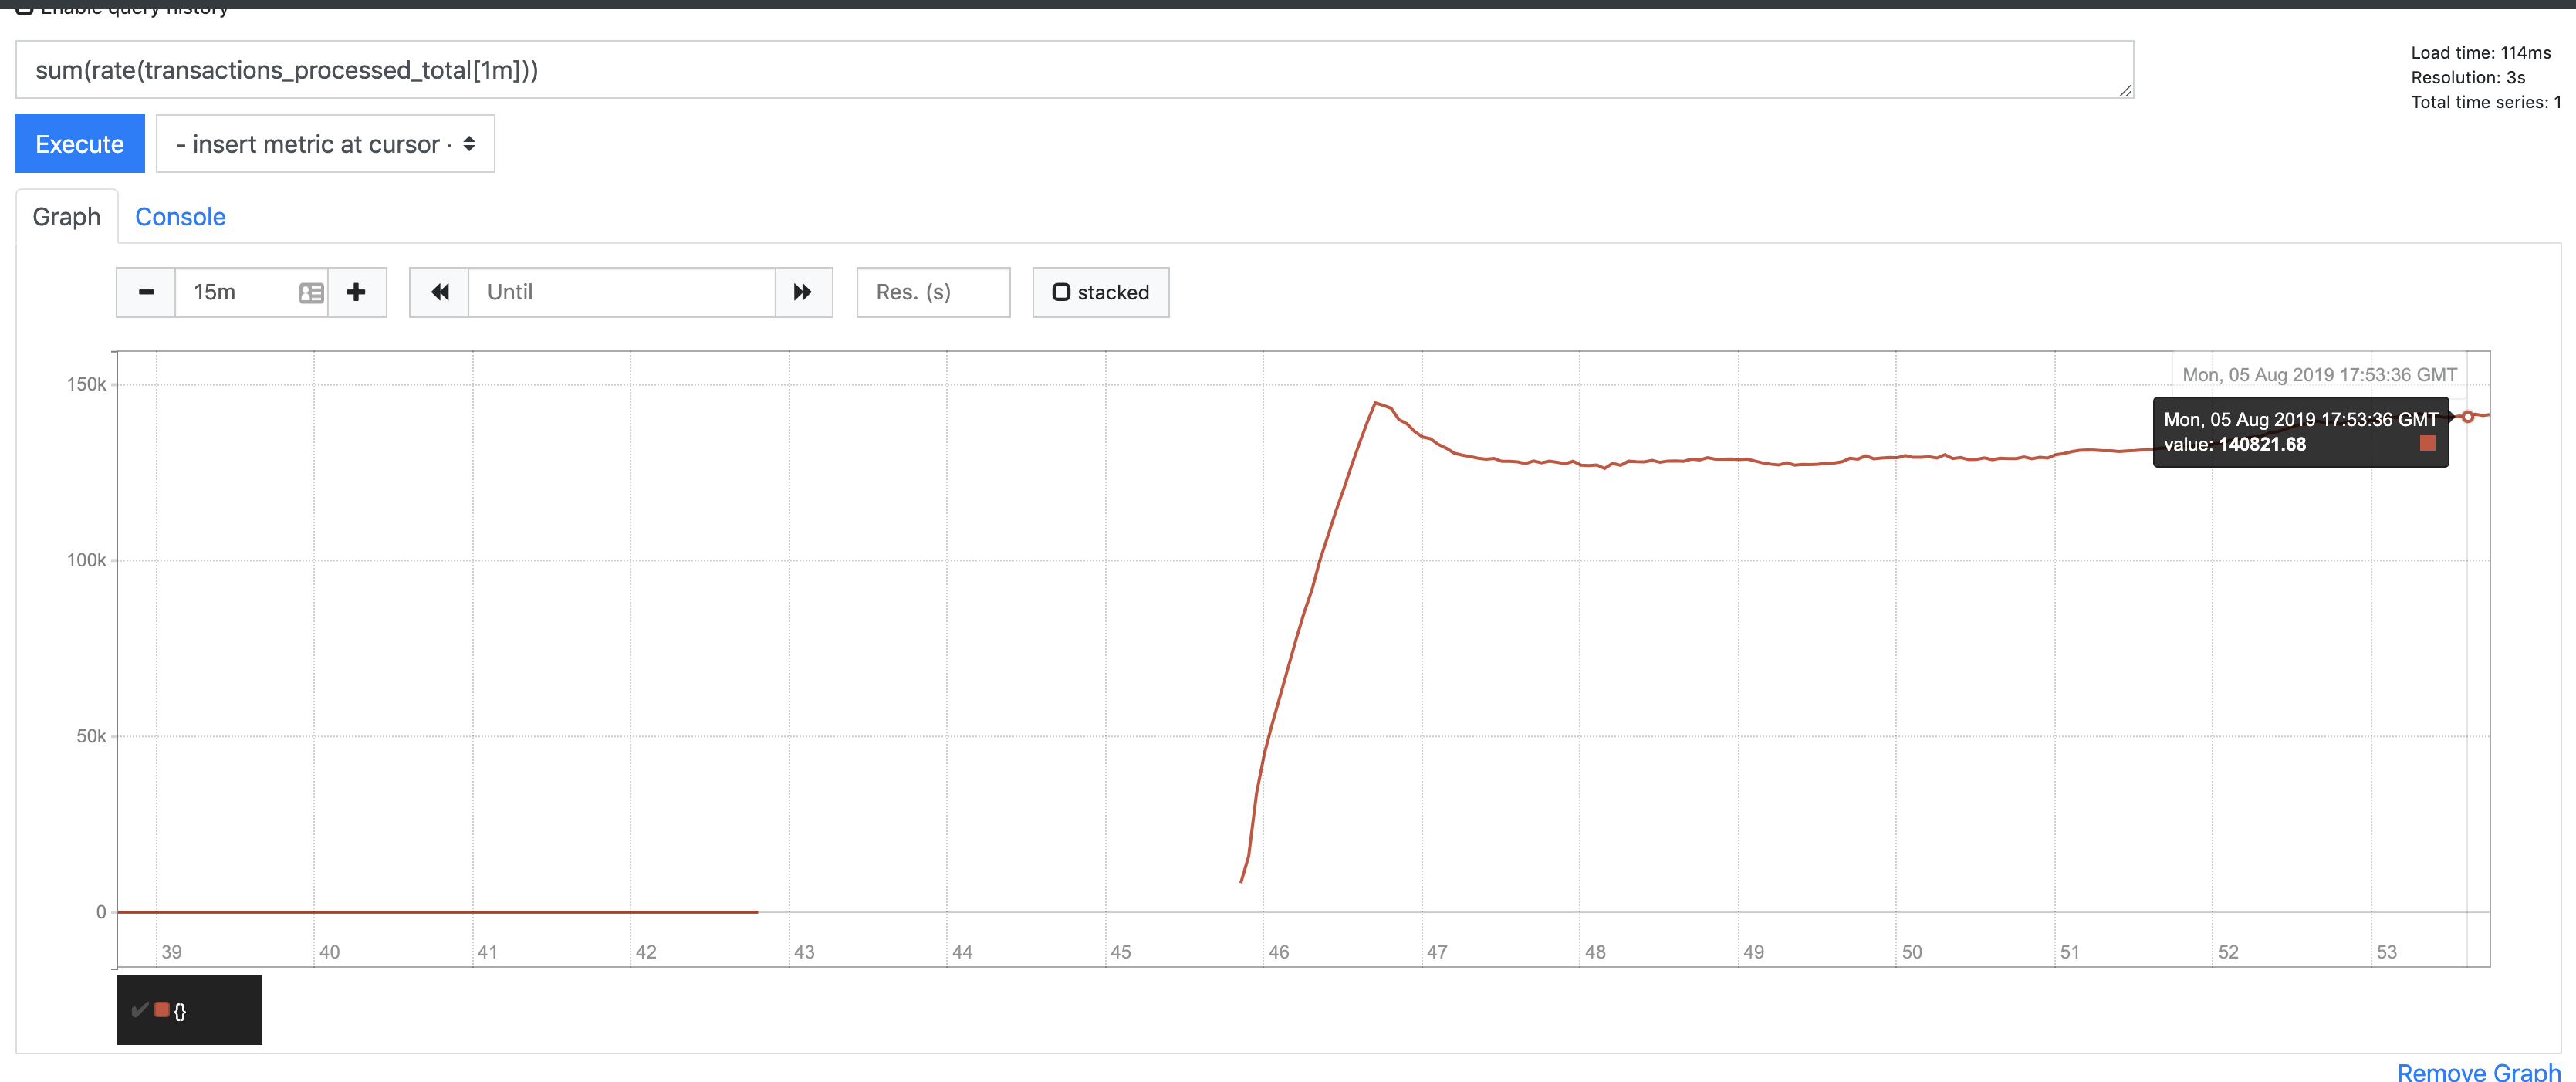 Enable query history
sum(rate(transactions_processed_total[1m]))
Load time: 114ms
Resolution: 3s
Total time series: 1
Execute
- insert metric at cursor -
Graph
Console
15m
Until
Res. (s)
stacked
150k
100k
50k
0
Mon, 05 Aug 2019 17:53:36 GMT
Mon, 05 Aug 2019 17:53:36 GMT
value: 140821.68
39 40 41 42 43 44 45 46 47 48 49 50 51 52 53
{}
Remove Graph